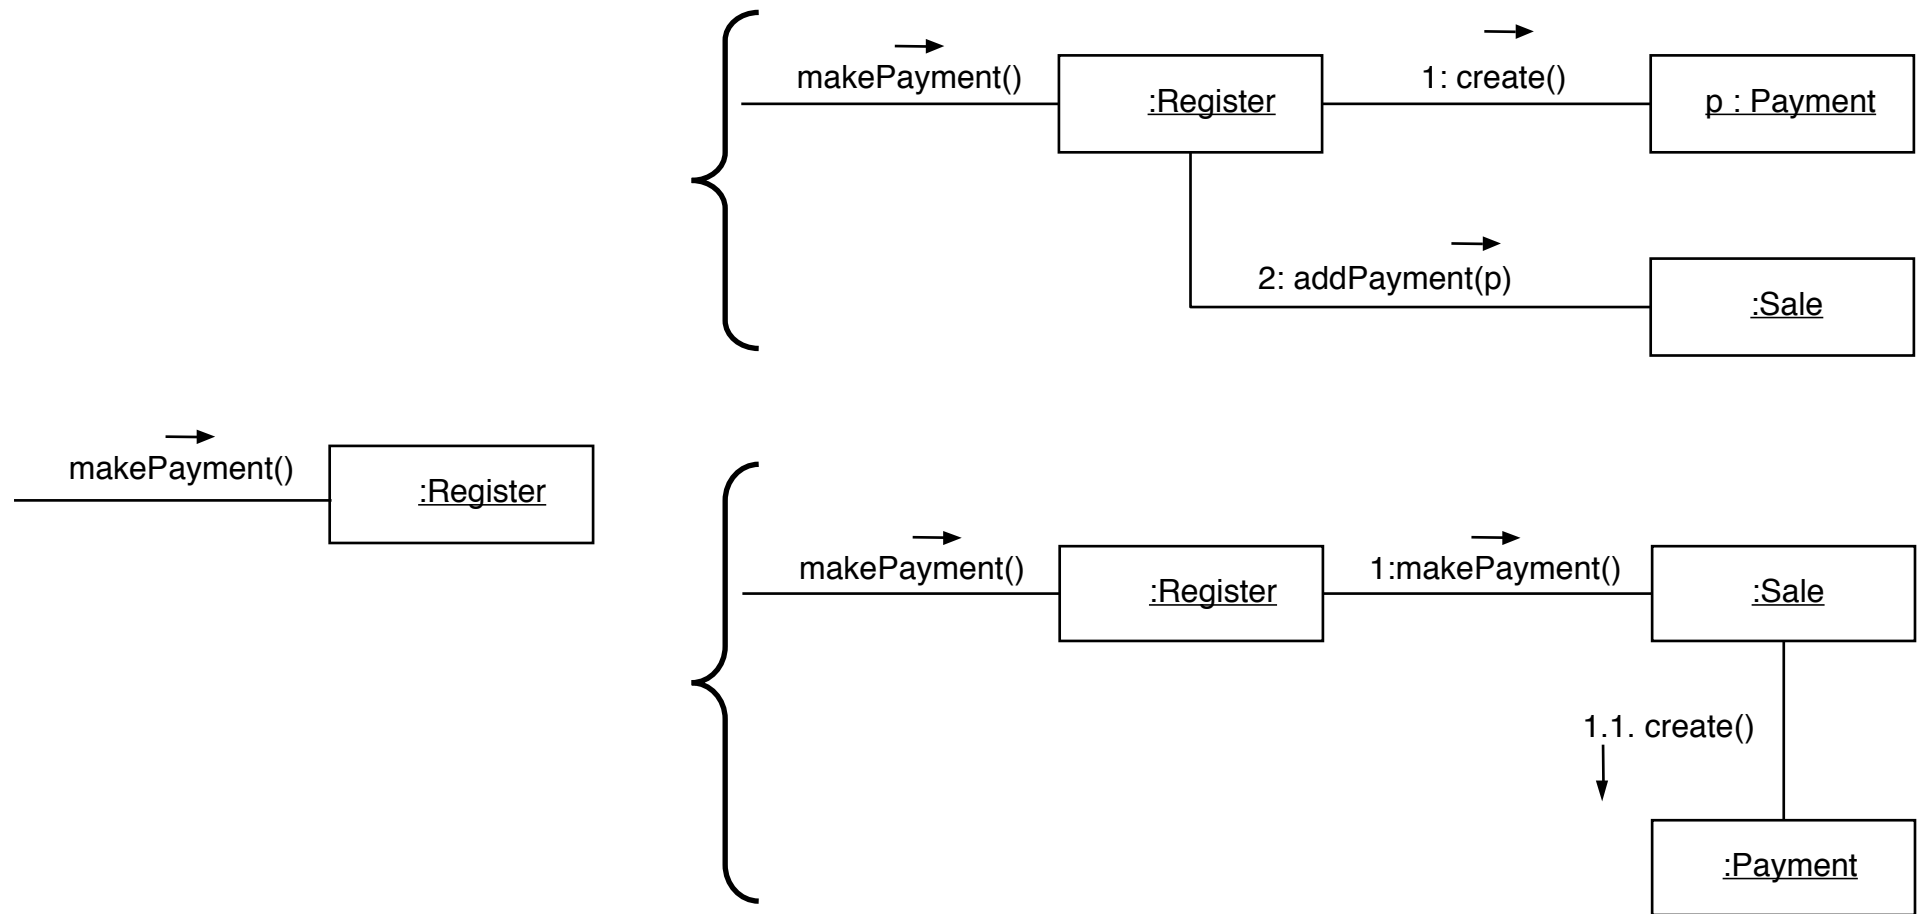 makePayment()
:Register
1: create()
p : Payment
2: addPayment(p)
:Sale
makePayment()
:Register
makePayment()
:Register
1:makePayment()
:Sale
1.1. create()
:Payment